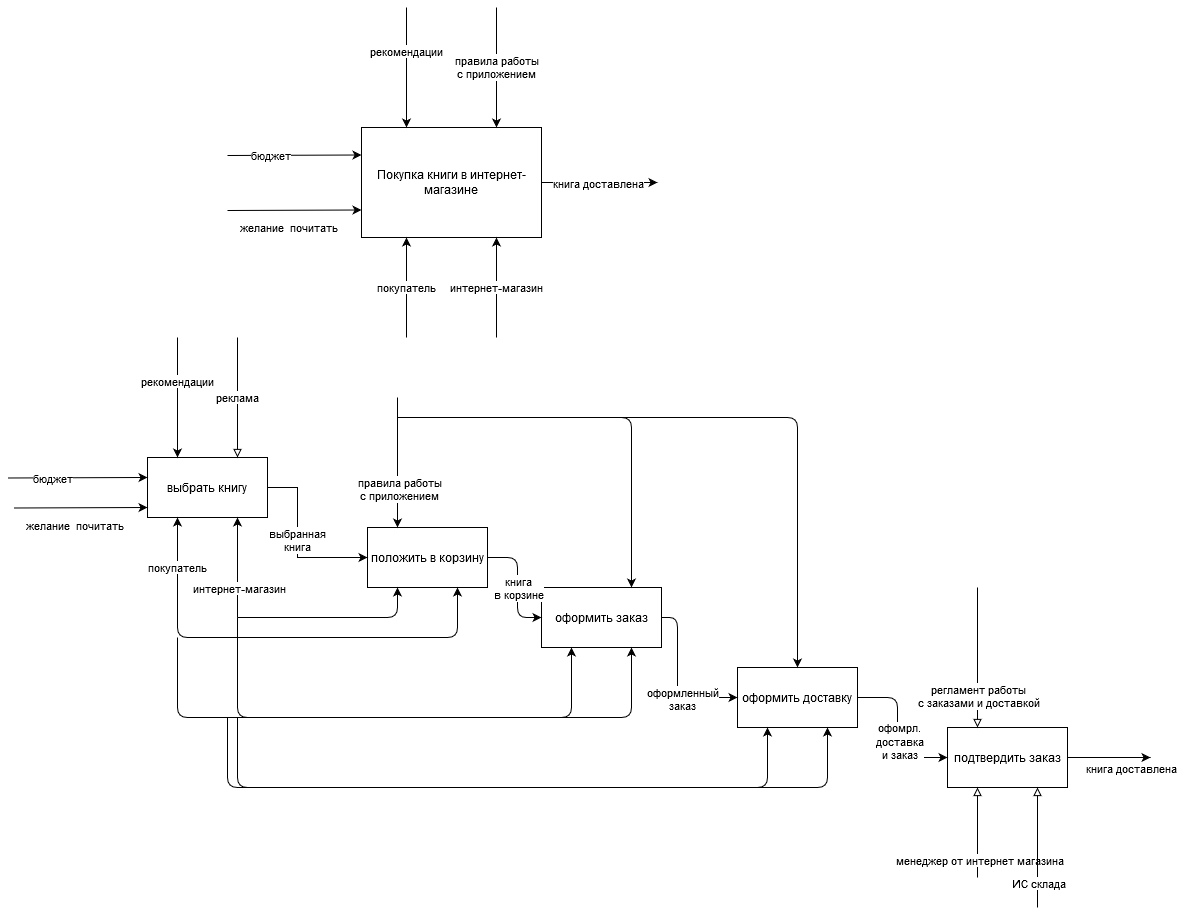 рекомендации
правила работы
с приложением
бюджет
Покупка книги в интернет-
магазине
книга доставлена
желание почитать
покупатель
интернет-магазин
рекомендации
реклама
бюджет
выбрать книгу
желание почитать
правила работы
с приложением
выбранная
книга
положить в корзину
покупатель
интернет-магазин
книга
в корзине
оформить заказ
оформленный
заказ
оформить доставку
регламент работы
с заказами и доставкой
офомрл.
доставка
и заказ
подтвердить заказ
книга доставлена
менеджер от интернет магазина
ИС склада